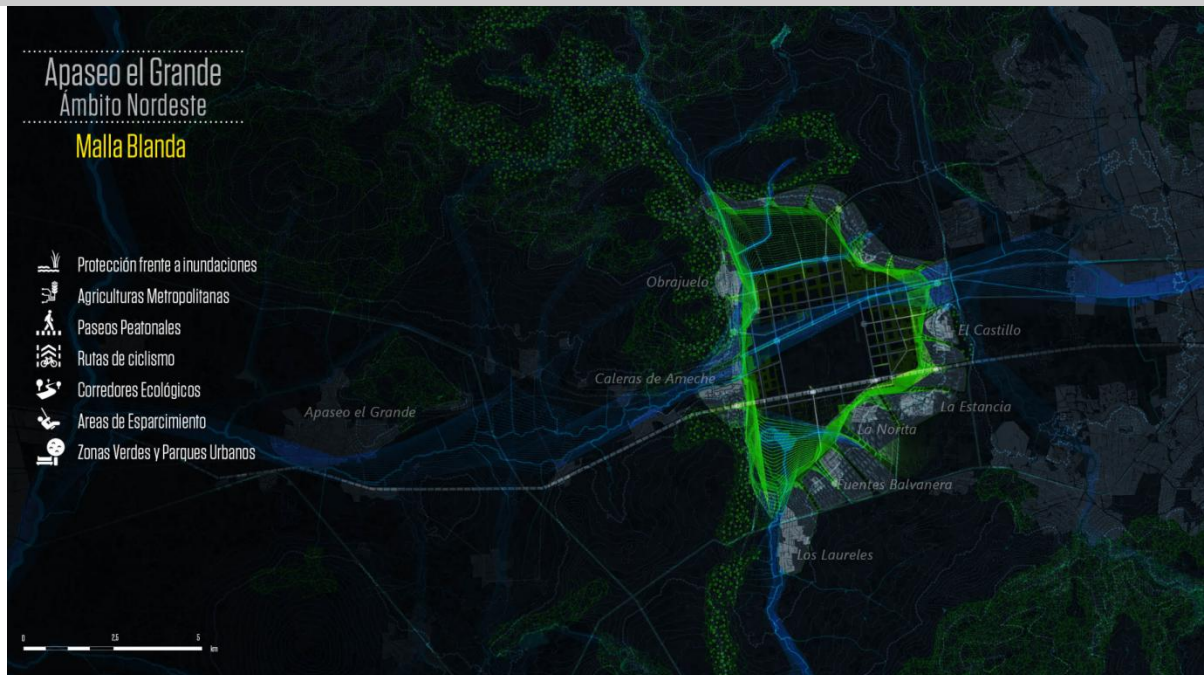 Apaseo el Grande
Ámbito Nordeste
Malla Blanda
Protección frente a inundaciones
Agriculturas Metropolitanas
Paseos Peatonales
Rutas de ciclismo
Corredores Ecológicos
Areas de Esparcimiento
Zonas Verdes y Parques Urbanos
Obrajuelo
El Castillo
Caleras de Ameche
La Estancia
Apaseo el Grande
La Norita
Fuentes Balvanera
Los Laureles
0 2.5 5
km